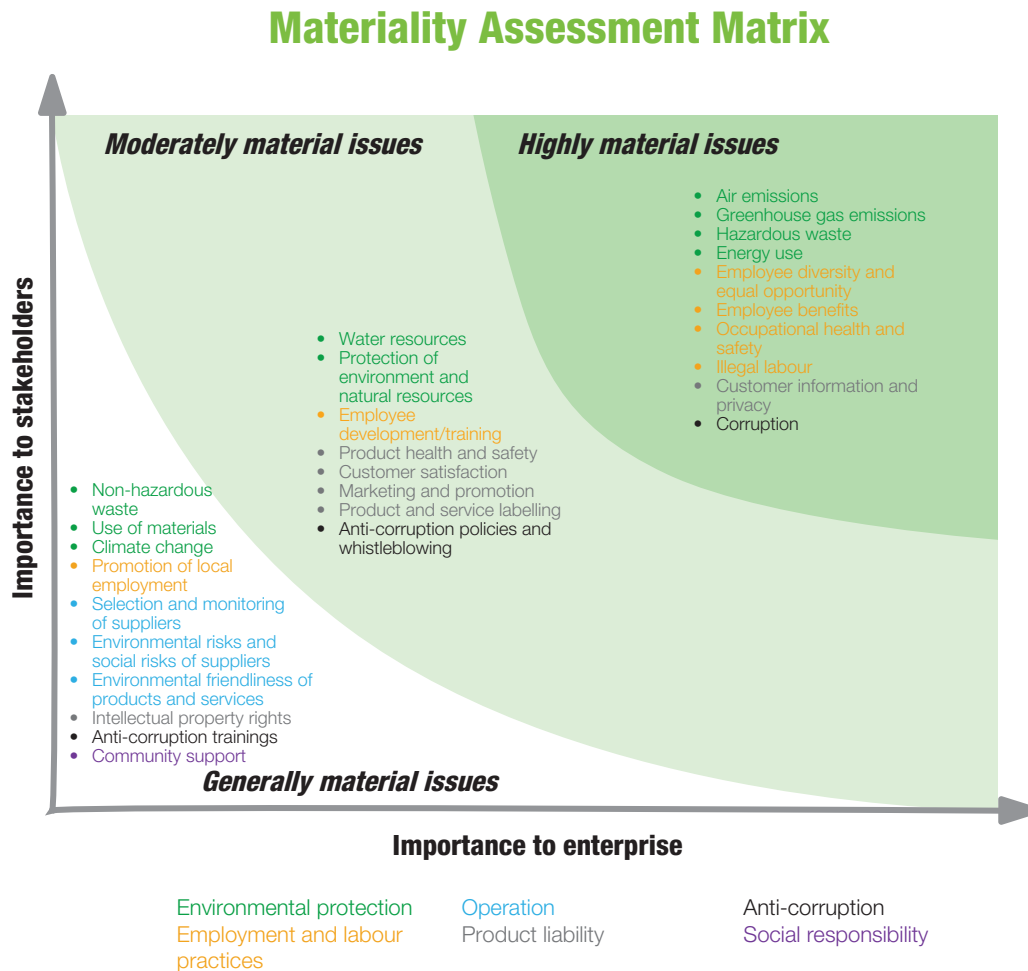 Materiality Assessment Matrix
Moderately material issues
Highly material issues
• Air emissions
• Greenhouse gas emissions
• Hazardous waste
• Energy use
• Employee diversity and
equal opportunity
• Employee benefits
• Occupational health and
safety
• Illegal labour
• Customer information and
privacy
• Corruption
• Water resources
• Protection of
environment and
natural resources
• Employee
development/training
• Product health and safety
• Customer satisfaction
• Marketing and promotion
• Product and service labelling
• Anti-corruption policies and
whistleblowing
• Non-hazardous
waste
• Use of materials
• Climate change
• Promotion of local
employment
• Selection and monitoring
of suppliers
• Environmental risks and
social risks of suppliers
• Environmental friendliness of
products and services
• Intellectual property rights
• Anti-corruption trainings
• Community support
Generally material issues
Importance to stakeholders
Importance to enterprise
Environmental protection
Employment and labour
practices
Operation
Product liability
Anti-corruption
Social responsibility